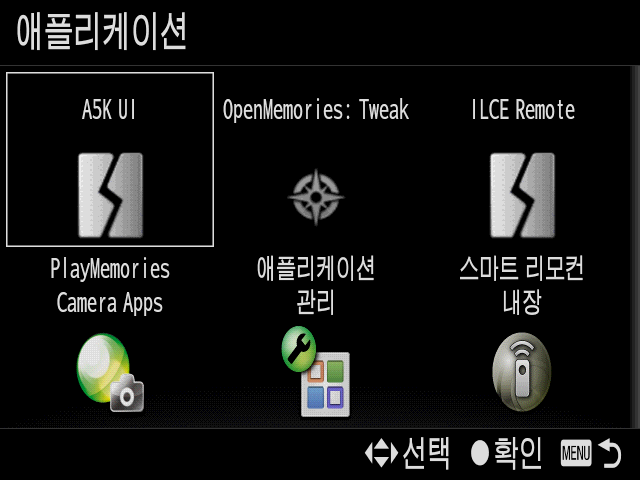 애플리케이션
A5K UI
OpenMemories: Tweak
ILCE Remote
PlayMemories
Camera Apps
애플리케이션
관리
스마트 리모컨
내장
선택 확인 MENU